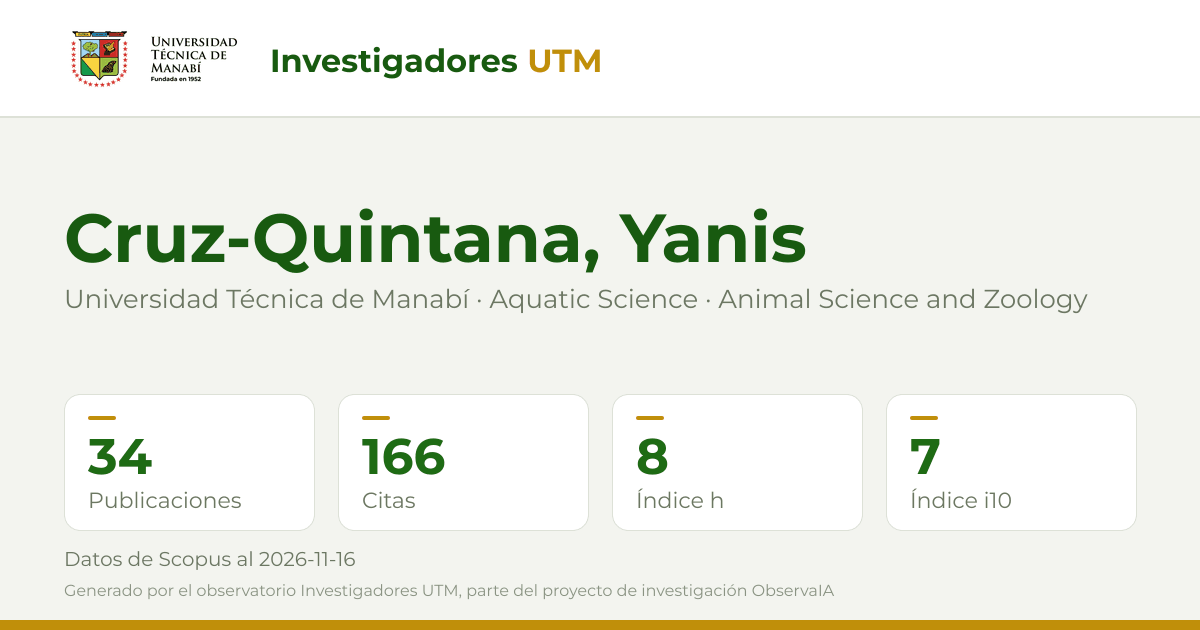 UNIVERSIDAD
TÉCNICA DE
MANABÍ
Fundada en 1952
Investigadores UTM
Cruz-Quintana, Yanis
Universidad Técnica de Manabí · Aquatic Science · Animal Science and Zoology
34
Publicaciones
166
Citas
8
Índice h
7
Índice i10
Datos de Scopus al 2026-11-16
Generado por el observatorio Investigadores UTM, parte del proyecto de investigación ObservaIA